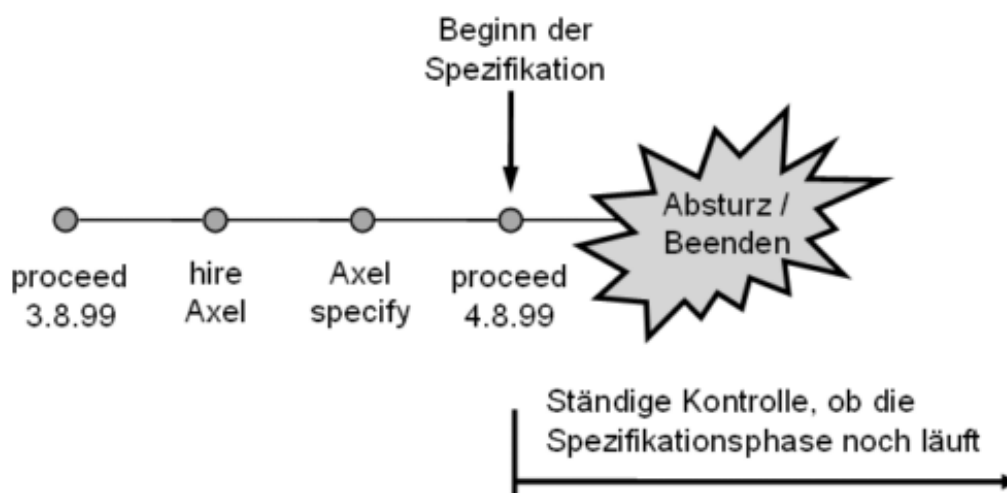 Beginn der
Spezifikation
Absturz /
Beenden
proceed
3.8.99
hire
Axel
Axel
specify
proceed
4.8.99
Ständige Kontrolle, ob die
Spezifikationsphase noch läuft